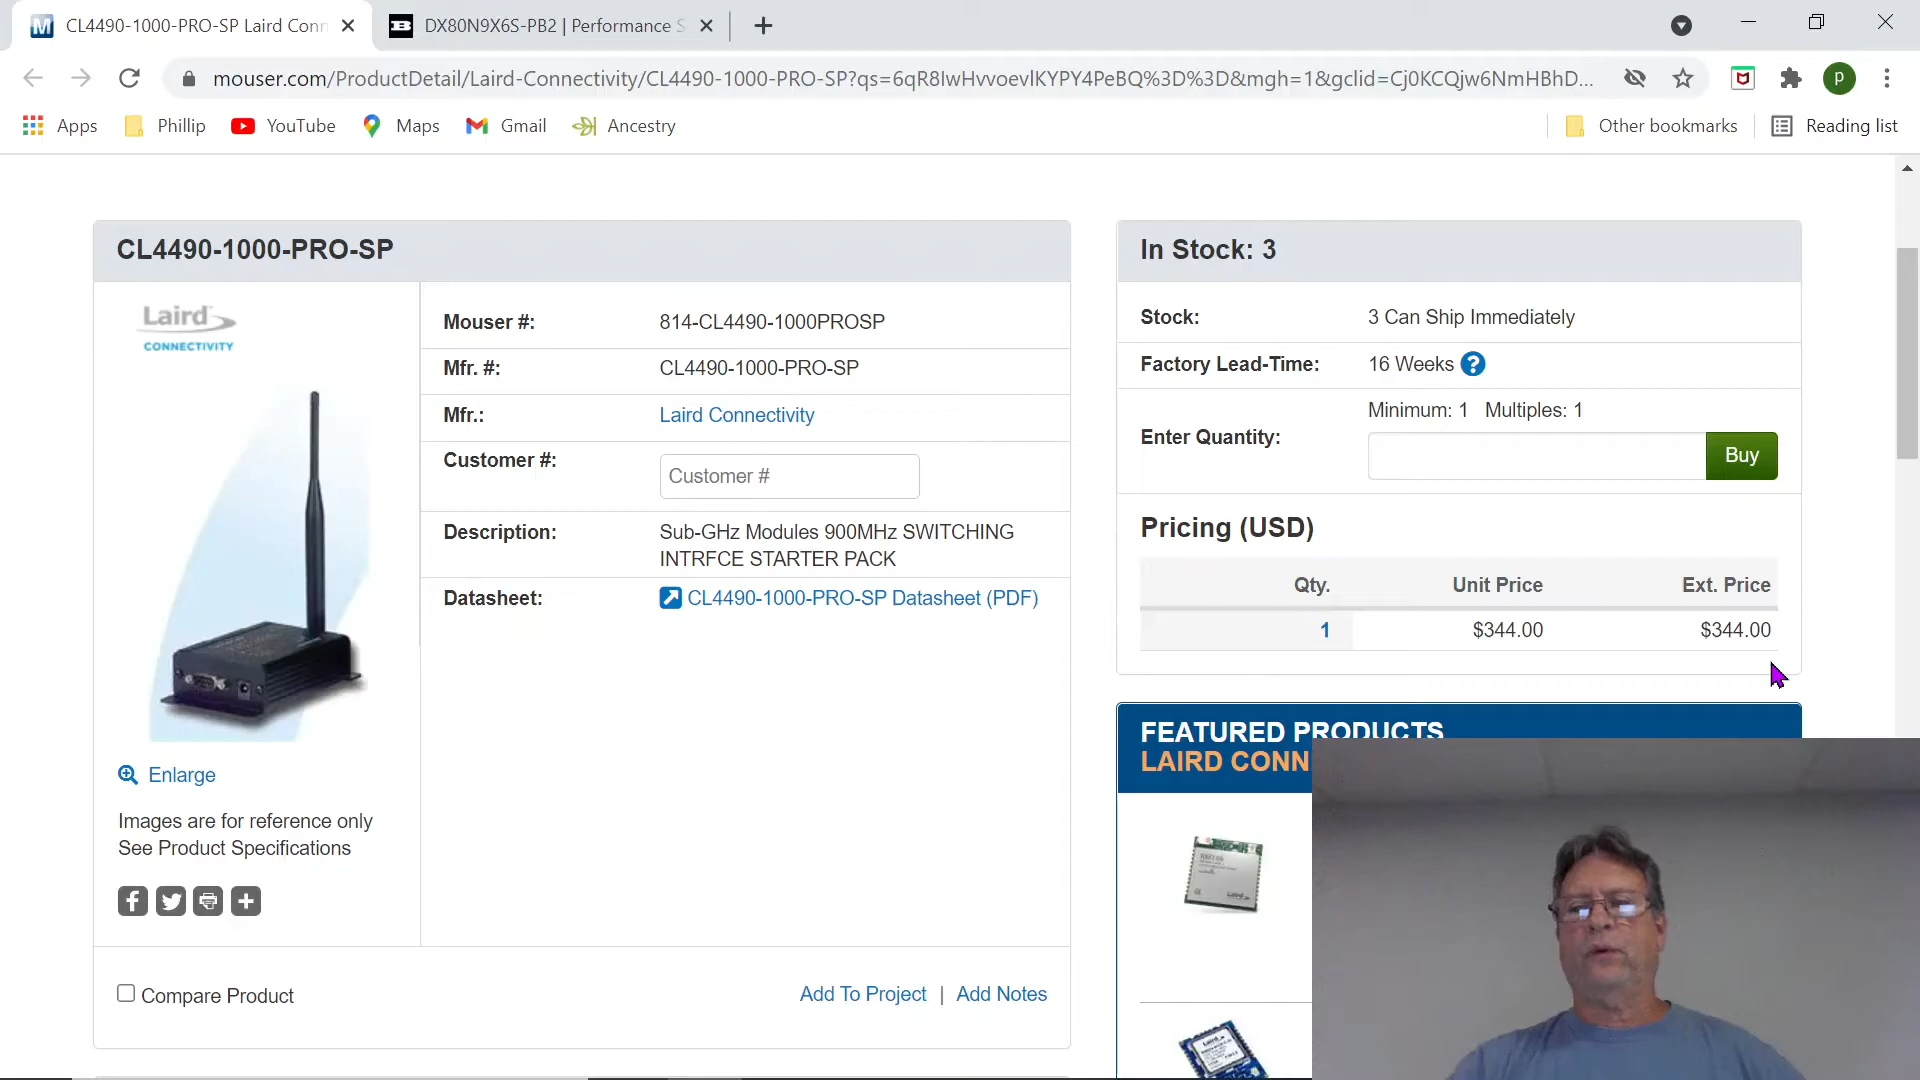 CL4490-1000-PRO-SP Laird Conn
DX80N9X6S-PB2 | Performance S
mouser.com/ProductDetail/Laird-Connectivity/CL4490-1000-PRO-SP?qs=6qR8IwHvvoevlKYPY4PeBQ%3D%3D&mgh=1&gclid=Cj0KCQjw6NmHBhD...
p
Apps
Phillip
YouTube
Maps
Gmail
Ancestry
Other bookmarks
Reading list
CL4490-1000-PRO-SP
Laird
CONNECTIVITY
Mouser #: 814-CL4490-1000PROSP
Mfr. #: CL4490-1000-PRO-SP
Mfr.: Laird Connectivity
Customer #: Customer #
Description: Sub-GHz Modules 900MHz SWITCHING
INTRFCE STARTER PACK
Datasheet: CL4490-1000-PRO-SP Datasheet (PDF)
Enlarge
Images are for reference only
See Product Specifications
Compare Product
Add To Project | Add Notes
In Stock: 3
Stock: 3 Can Ship Immediately
Factory Lead-Time: 16 Weeks
Minimum: 1 Multiples: 1
Enter Quantity:
Buy
Pricing (USD)
Qty. Unit Price Ext. Price
1 $344.00 $344.00
FEATURED PRODUCTS
LAIRD CONN
Laird
Laird